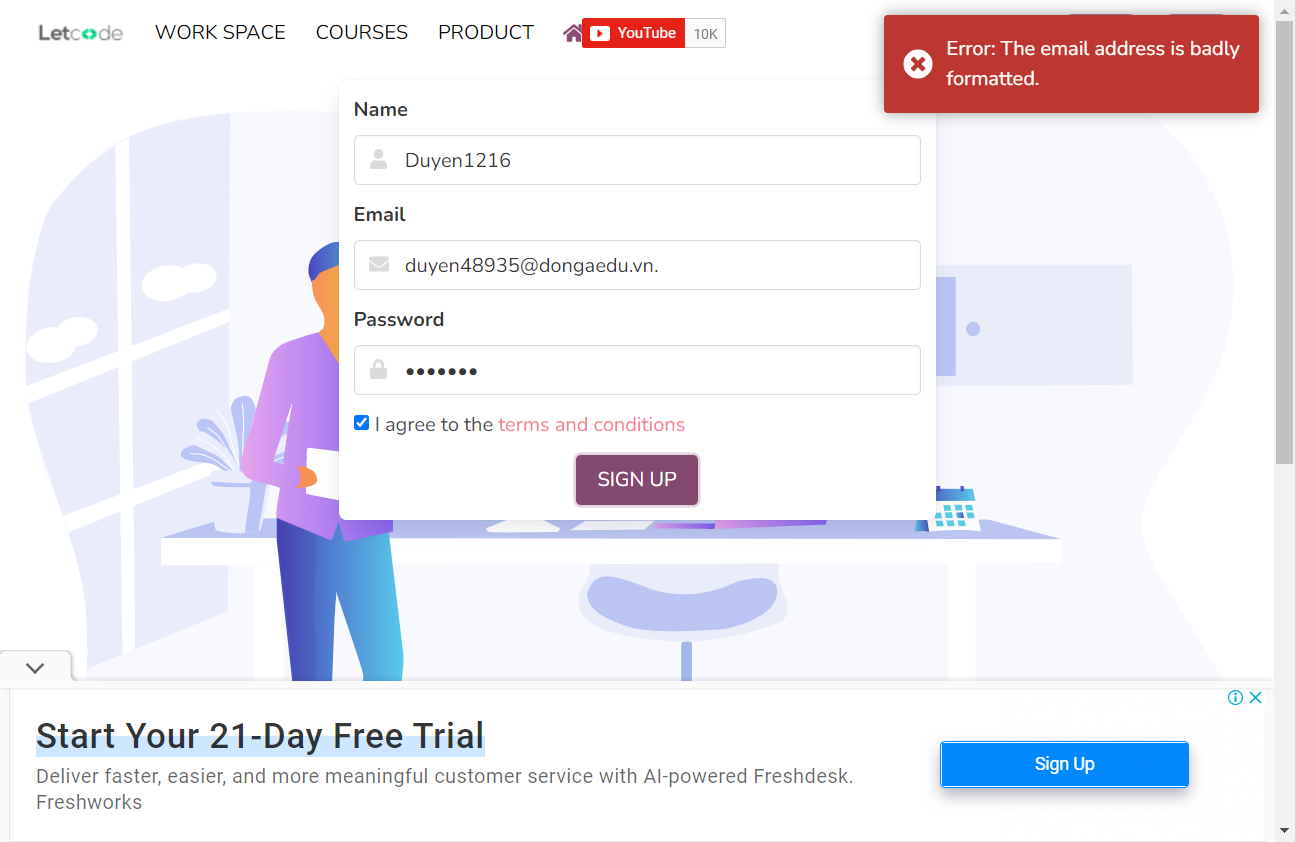 Letcode WORK SPACE COURSES PRODUCT YouTube 10K
Error: The email address is badly
formatted.
Name
Duyen1216
Email
duyen48935@dongaedu.vn.
Password
•••••••
I agree to the terms and conditions
SIGN UP
Start Your 21-Day Free Trial
Deliver faster, easier, and more meaningful customer service with AI-powered Freshdesk.
Freshworks
Sign Up